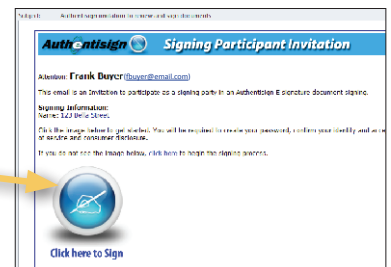 Subject: Authentisign invitation to review and sign documents
Authentisign Signing Participant Invitation
Attention: Frank Buyer (fbuyer@email.com)
This email is an Invitation to participate as a signing party in an Authentisign E-signature document signing.
Signing Information:
Name: 123 Bella Street
Click the image below to get started. You will be required to create your password, confirm your identity and acce
of service and consumer disclosure.
If you do not see the image below, click here to begin the signing process.
Click here to Sign